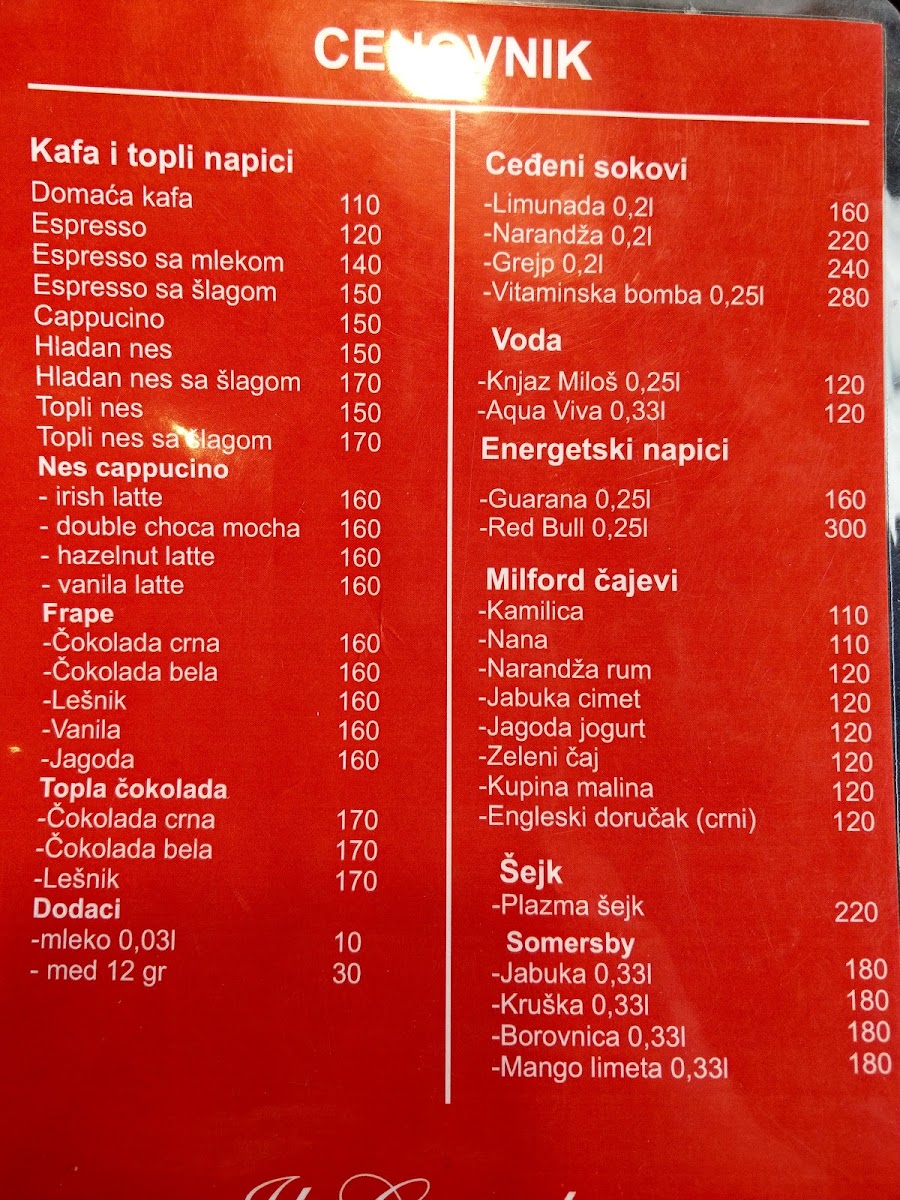 CENOVNIK
Kafa i topli napici
Domaća kafa 110
Espresso 120
Espresso sa mlekom 140
Espresso sa šlagom 150
Cappucino 150
Hladan nes 150
Hladan nes sa šlagom 170
Topli nes 150
Topli nes sa šlagom 170
Nes cappucino
- irish latte 160
- double choca mocha 160
- hazelnut latte 160
- vanila latte 160
Frape
-Čokolada crna 160
-Čokolada bela 160
-Lešnik 160
-Vanila 160
-Jagoda 160
Topla čokolada
-Čokolada crna 170
-Čokolada bela 170
-Lešnik 170
Dodaci
-mleko 0,03l 10
- med 12 gr 30
Ceđeni sokovi
-Limunada 0,2l 160
-Narandža 0,2l 220
-Grejp 0,2l 240
-Vitaminska bomba 0,25l 280
Voda
-Knjaz Miloš 0,25l 120
-Aqua Viva 0,33l 120
Energetski napici
-Guarana 0,25l 160
-Red Bull 0,25l 300
Milford čajevi
-Kamilica 110
-Nana 110
-Narandža rum 120
-Jabuka cimet 120
-Jagoda jogurt 120
-Zeleni čaj 120
-Kupina malina 120
-Engleski doručak (crni) 120
Šejk
-Plazma šejk 220
Somersby
-Jabuka 0,33l 180
-Kruška 0,33l 180
-Borovnica 0,33l 180
-Mango limeta 0,33l 180